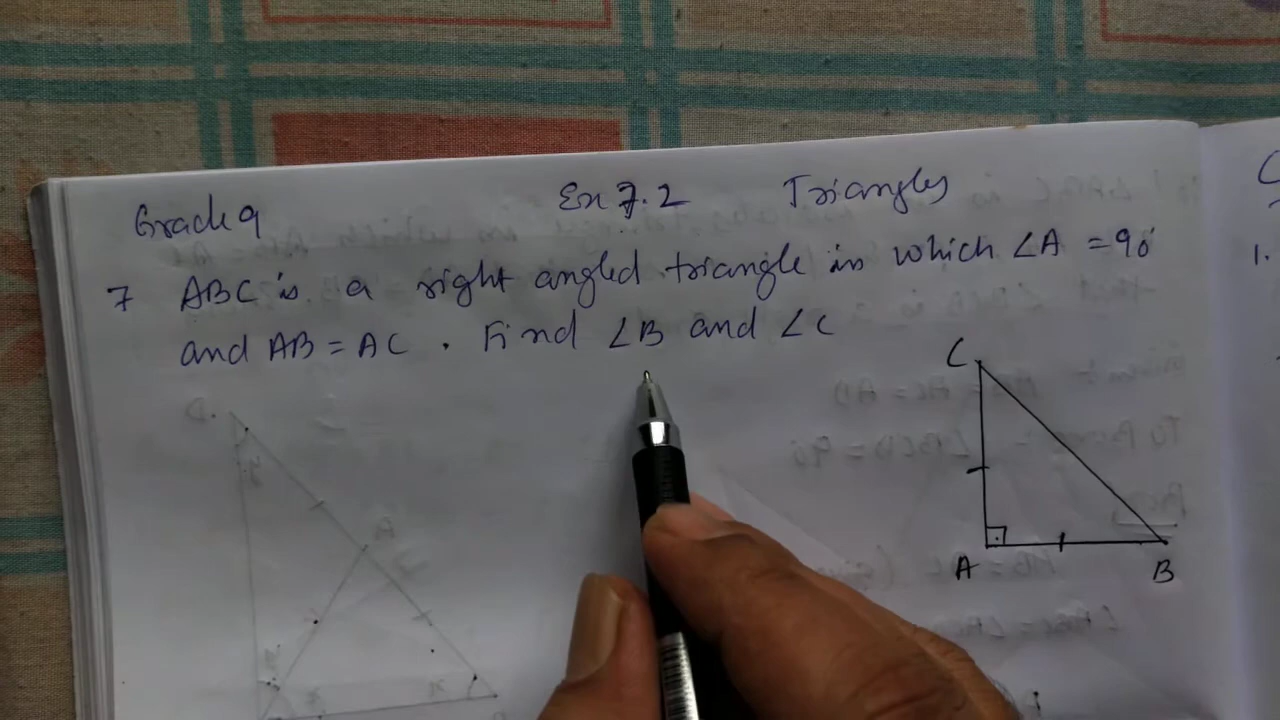 Grade 9
Ex 7.2 Triangles
7 ABC is a right angled triangle in which ∠A = 90°
and AB = AC . Find ∠B and ∠C
C
A
B
1.